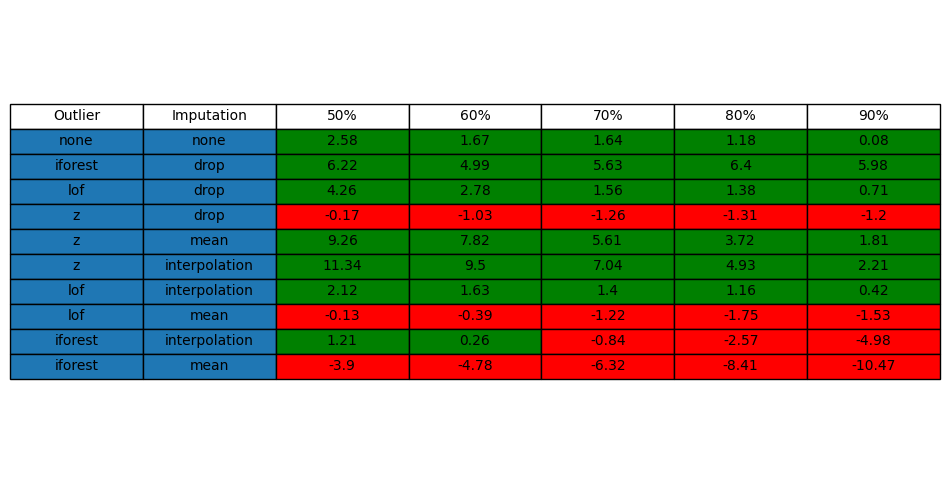 Outlier Imputation 50% 60% 70% 80% 90%
none none 2.58 1.67 1.64 1.18 0.08
iforest drop 6.22 4.99 5.63 6.4 5.98
lof drop 4.26 2.78 1.56 1.38 0.71
z drop -0.17 -1.03 -1.26 -1.31 -1.2
z mean 9.26 7.82 5.61 3.72 1.81
z interpolation 11.34 9.5 7.04 4.93 2.21
lof interpolation 2.12 1.63 1.4 1.16 0.42
lof mean -0.13 -0.39 -1.22 -1.75 -1.53
iforest interpolation 1.21 0.26 -0.84 -2.57 -4.98
iforest mean -3.9 -4.78 -6.32 -8.41 -10.47